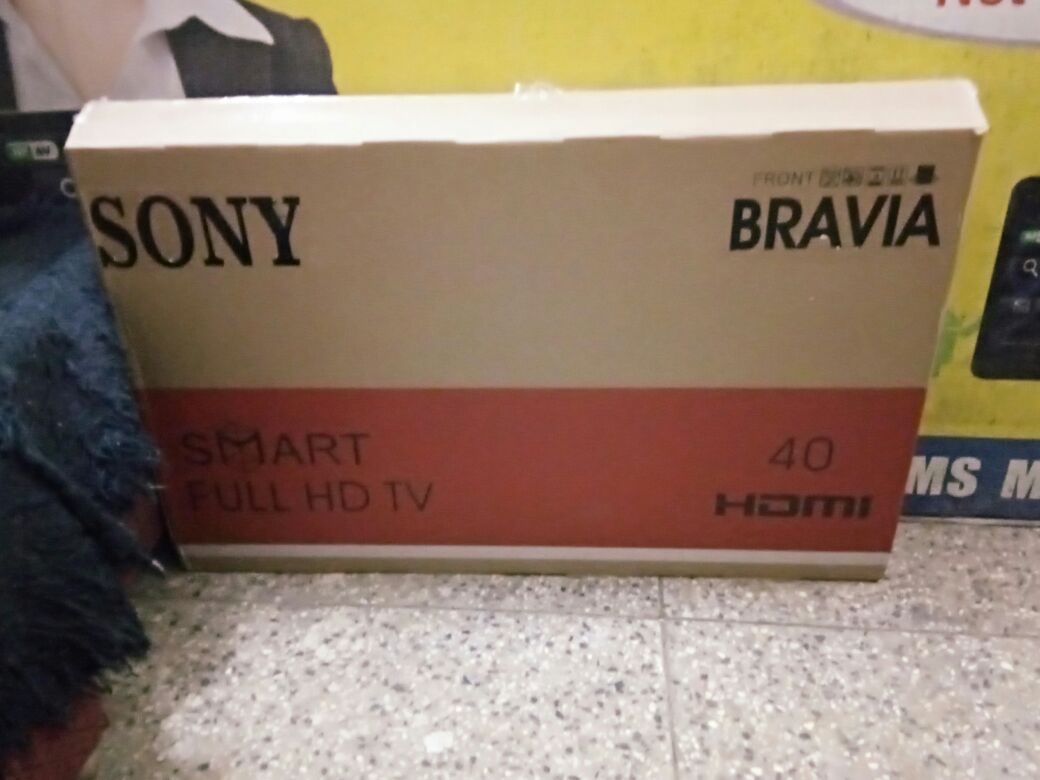 SONY
FRONT
BRAVIA
SMART
FULL HD TV
40
HDMI
MS M